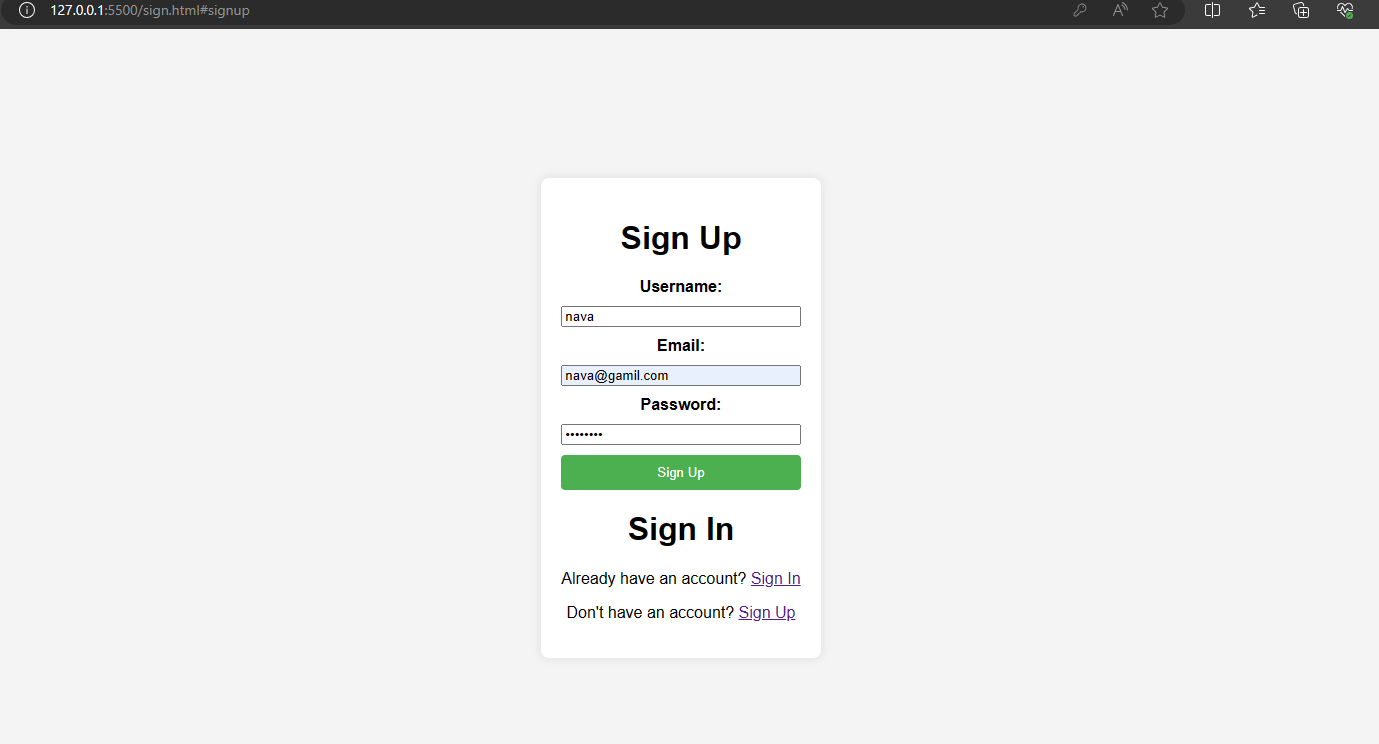 127.0.0.1:5500/sign.html#signup
Sign Up
Username:
nava
Email:
nava@gamil.com
Password:
••••••••
Sign Up
Sign In
Already have an account? Sign In
Don't have an account? Sign Up